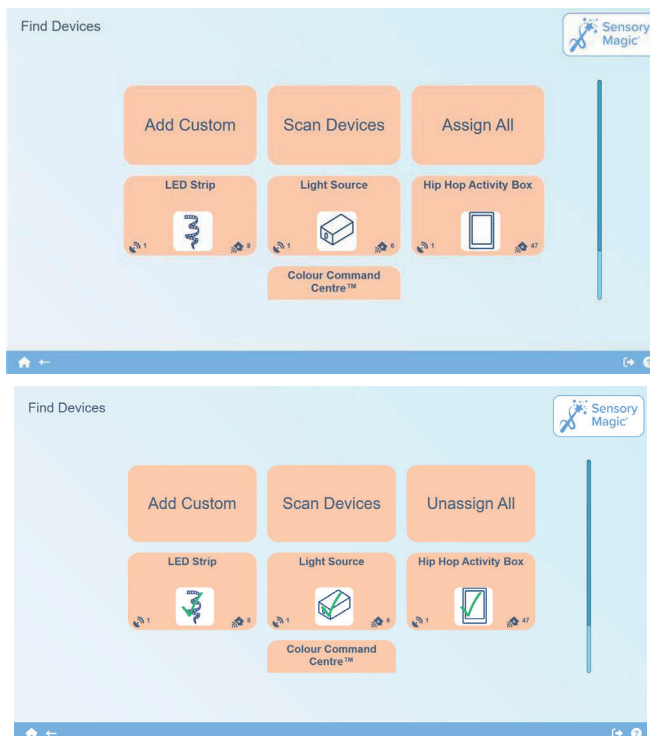 Find Devices
Sensory
Magic®
Add Custom Scan Devices Assign All
LED Strip Light Source Hip Hop Activity Box
1 8 1 6 1 47
Colour Command
Centre™
Find Devices
Sensory
Magic®
Add Custom Scan Devices Unassign All
LED Strip Light Source Hip Hop Activity Box
1 8 1 6 1 47
Colour Command
Centre™
?